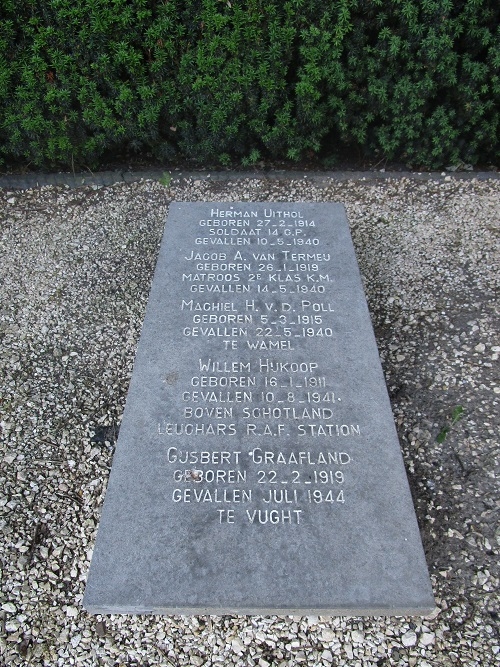 HERMAN UITHOL
GEBOREN 27-2-1914
SOLDAAT 14 G.P.
GEVALLEN 10-5-1940
JACOB A. VAN TERMEIJ
GEBOREN 26-1-1919
MATROOS 2E KLAS K.M.
GEVALLEN 14-5-1940
MACHIEL H. V. D. POLL
GEBOREN 5-3-1915
GEVALLEN 22-5-1940
TE WAMEL
WILLEM HIJKOOP
GEBOREN 16-1-1911
GEVALLEN 10-8-1941
BOVEN SCHOTLAND
LEUCHARS R.A.F. STATION
GIJSBERT GRAAFLAND
GEBOREN 22-2-1919
GEVALLEN JULI 1944
TE VUGHT